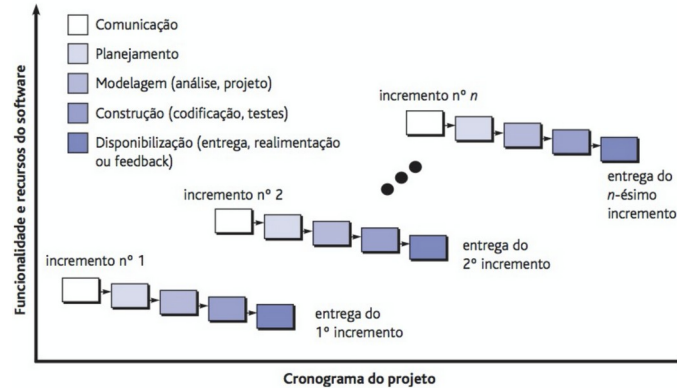 Funcionalidade e recursos do software
Comunicação
Planejamento
Modelagem (análise, projeto)
Construção (codificação, testes)
Disponibilização (entrega, realimentação
ou feedback)
incremento nº n
entrega do
n-ésimo
incremento
incremento nº 2
entrega do
2º incremento
incremento nº 1
entrega do
1º incremento
Cronograma do projeto